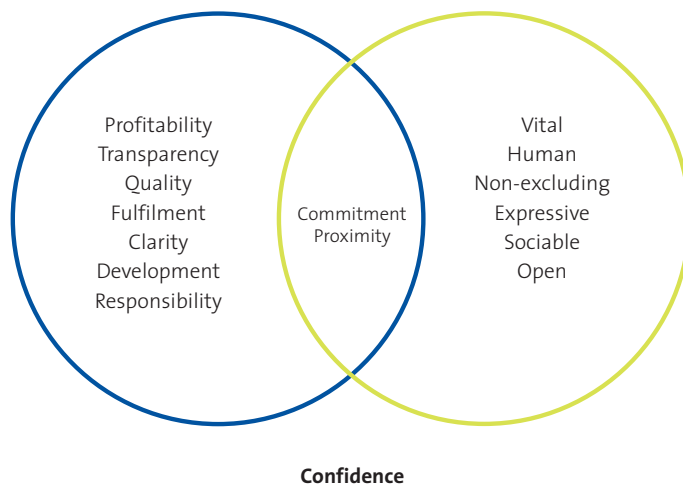 Profitability
Transparency
Quality
Fulfilment
Clarity
Development
Responsibility
Commitment
Proximity
Vital
Human
Non-excluding
Expressive
Sociable
Open
Confidence